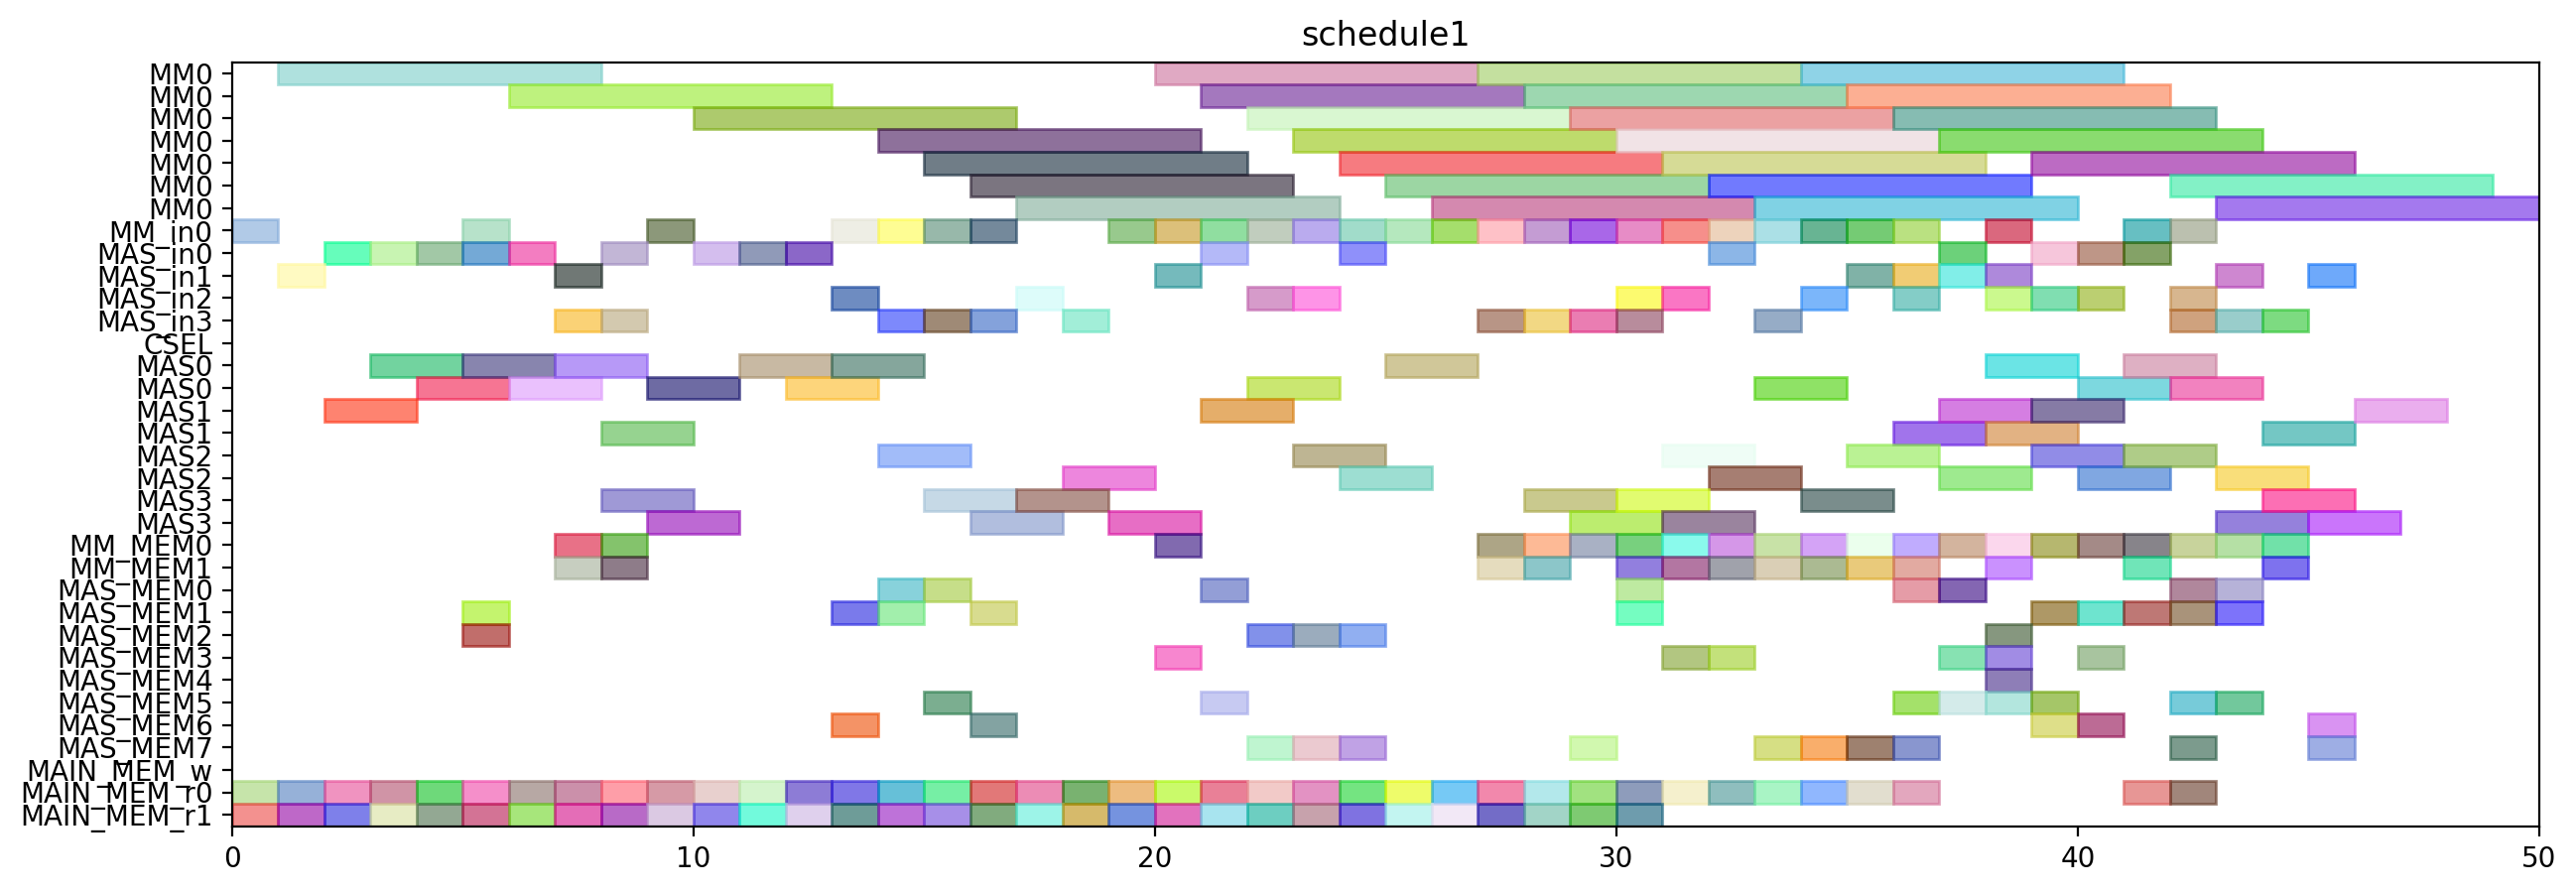 schedule1
MM0
MM0
MM0
MM0
MM0
MM0
MM0
MM_in0
MAS_in0
MAS_in1
MAS_in2
MAS_in3
CSEL
MAS0
MAS0
MAS1
MAS1
MAS2
MAS2
MAS3
MAS3
MM_MEM0
MM_MEM1
MAS_MEM0
MAS_MEM1
MAS_MEM2
MAS_MEM3
MAS_MEM4
MAS_MEM5
MAS_MEM6
MAS_MEM7
MAIN_MEM_w
MAIN_MEM_r0
MAIN_MEM_r1
0 10 20 30 40 50